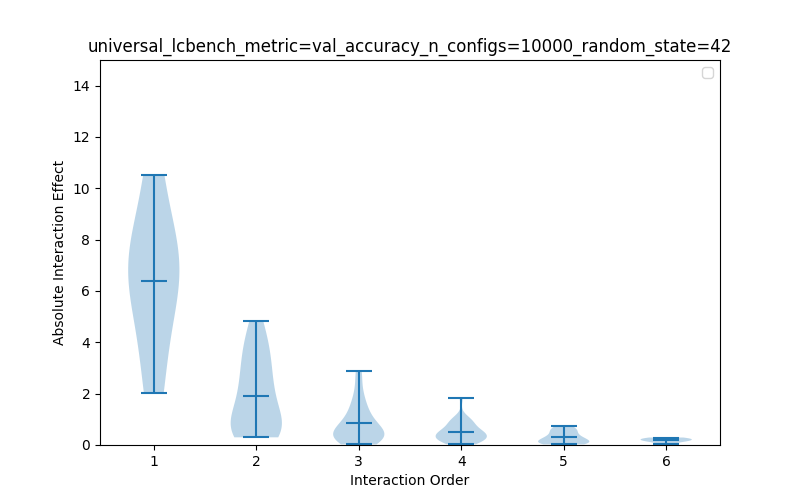 universal_lcbench_metric=val_accuracy_n_configs=10000_random_state=42
Absolute Interaction Effect
14
12
10
8
6
4
2
0
1 2 3 4 5 6
Interaction Order